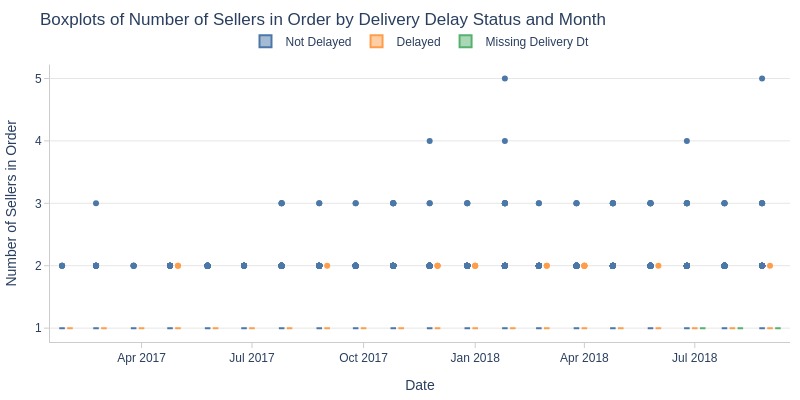 Boxplots of Number of Sellers in Order by Delivery Delay Status and Month
Not Delayed Delayed Missing Delivery Dt
Number of Sellers in Order
5
4
3
2
1
Apr 2017 Jul 2017 Oct 2017 Jan 2018 Apr 2018 Jul 2018
Date